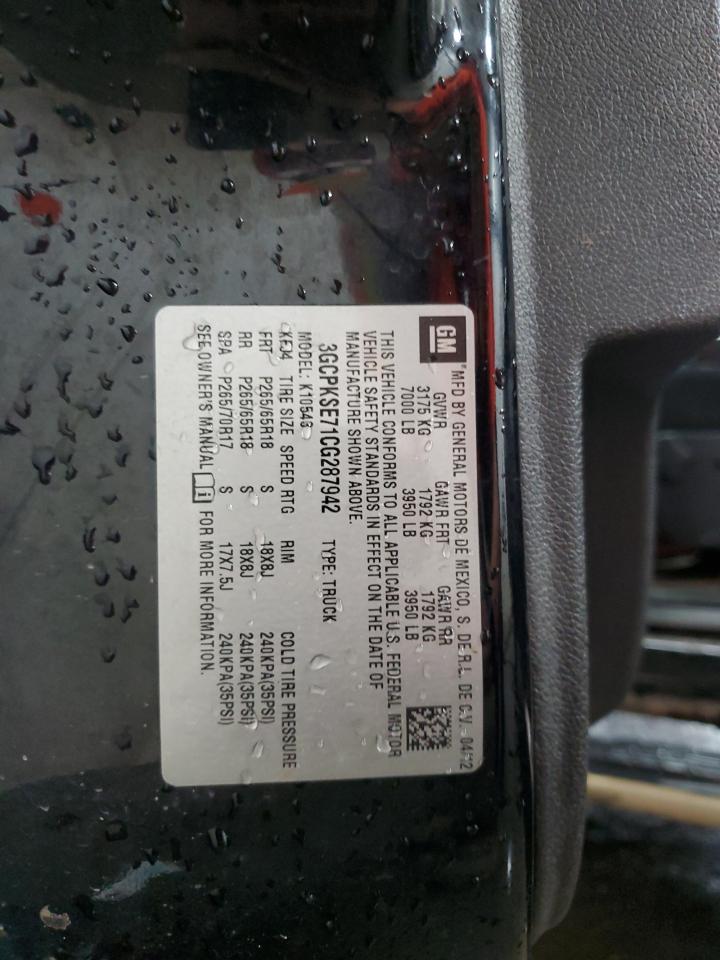 GM
MFD BY GENERAL MOTORS DE MEXICO, S. DE R.L. DE C.V. 04/12
GVWR GAWR FRT GAWR RR
3175 KG 1792 KG 1792 KG
7000 LB 3950 LB 3950 LB
THIS VEHICLE CONFORMS TO ALL APPLICABLE U.S. FEDERAL MOTOR
VEHICLE SAFETY STANDARDS IN EFFECT ON THE DATE OF
MANUFACTURE SHOWN ABOVE.
3GCPKSE71CG287942 TYPE: TRUCK
MODEL: K10543
XFJ4 TIRE SIZE SPEED RTG RIM COLD TIRE PRESSURE
FRT P265/65R18 S 18X8J 240KPA(35PSI)
RR P265/65R18 S 18X8J 240KPA(35PSI)
SPA P265/70R17 S 17X7.5J 240KPA(35PSI)
SEE OWNER'S MANUAL i FOR MORE INFORMATION.